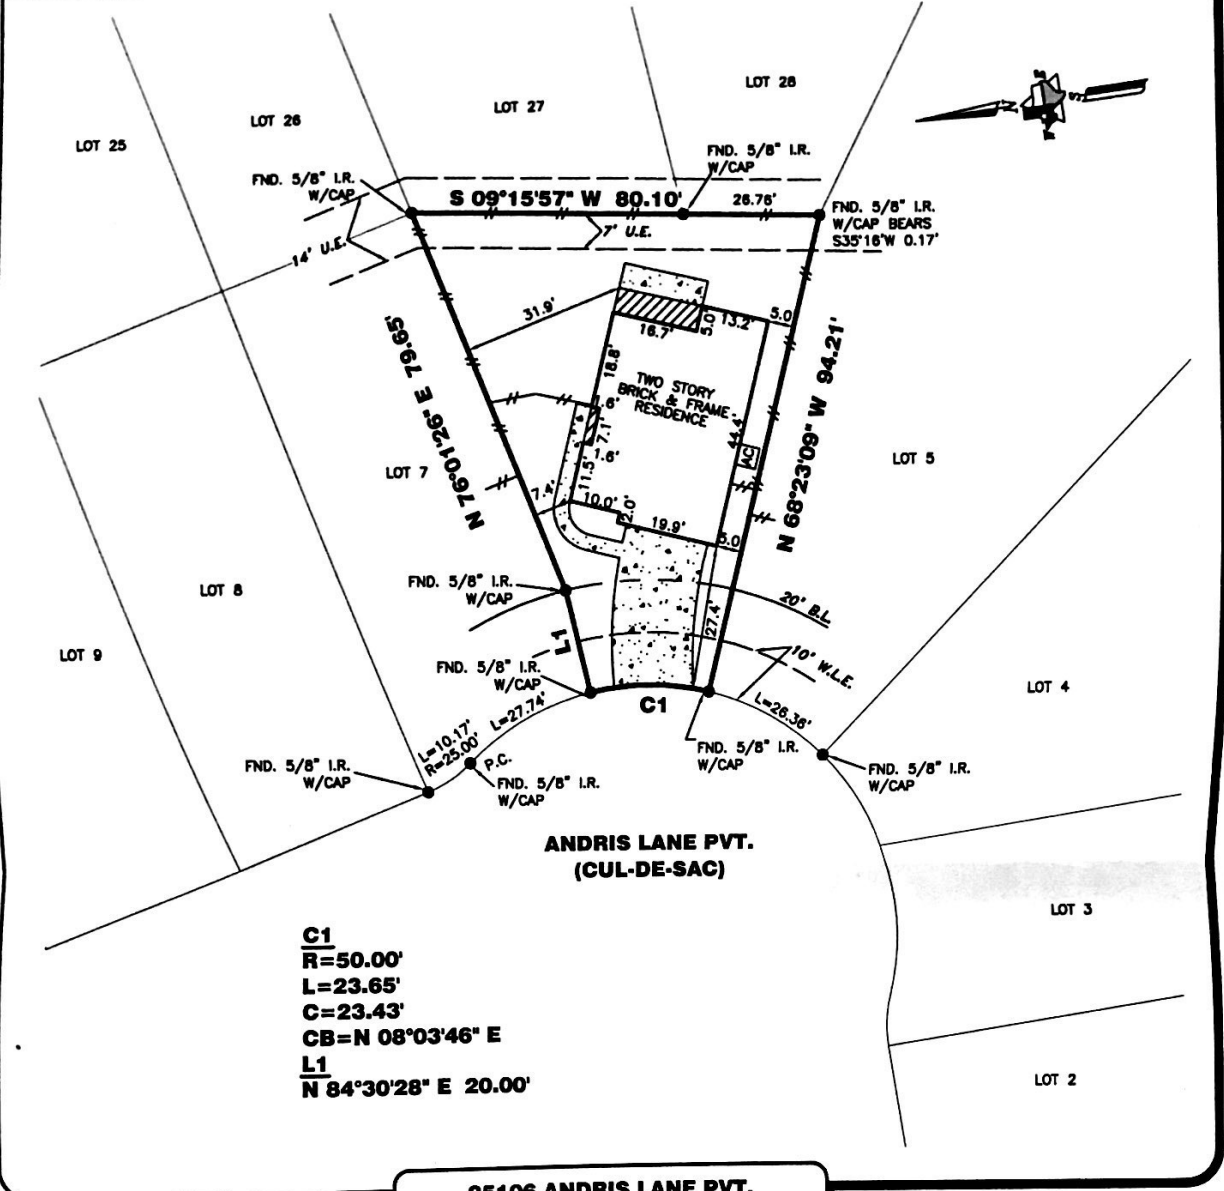 LOT 28
LOT 27
LOT 26
LOT 25
N
S
FND. 5/8" I.R.
W/CAP
FND. 5/8" I.R.
W/CAP
S 09°15'57" W 80.10'
26.76'
FND. 5/8" I.R.
W/CAP BEARS
S35°16'W 0.17'
7' U.E.
14' U.E.
31.9'
16.7'
5.0'
13.2'
5.0
N 76°01'26" E 79.65'
N 68°23'09" W 94.21'
18.8'
TWO STORY
BRICK & FRAME
RESIDENCE
44.4'
AC
.6'
7.1'
1.6'
11.5'
LOT 7
LOT 5
10.0'
2.0'
19.9'
5.0
LOT 8
FND. 5/8" I.R.
W/CAP
20' B.L.
27.4'
L1
10' W.L.E.
LOT 9
FND. 5/8" I.R.
W/CAP
LOT 4
C1
L=27.74'
L=26.36'
L=10.17'
R=25.00'
P.C.
FND. 5/8" I.R.
W/CAP
FND. 5/8" I.R.
W/CAP
FND. 5/8" I.R.
W/CAP
FND. 5/8" I.R.
W/CAP
ANDRIS LANE PVT.
(CUL-DE-SAC)
LOT 3
C1
R=50.00'
L=23.65'
C=23.43'
CB=N 08°03'46" E
L1
N 84°30'28" E 20.00'
LOT 2
ANDRIS LANE PVT.